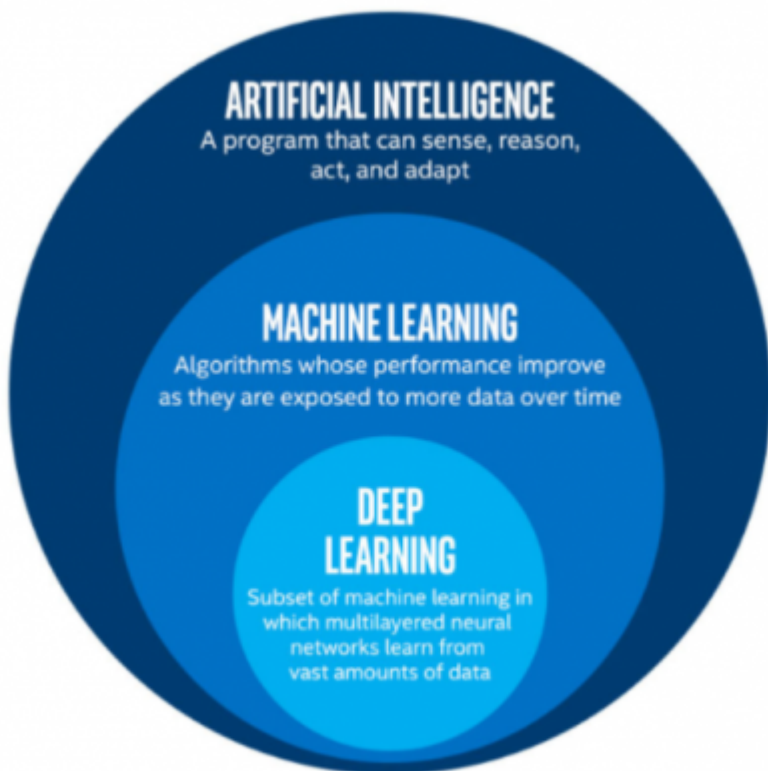 ARTIFICIAL INTELLIGENCE
A program that can sense, reason,
act, and adapt
MACHINE LEARNING
Algorithms whose performance improve
as they are exposed to more data over time
DEEP
LEARNING
Subset of machine learning in
which multilayered neural
networks learn from
vast amounts of data